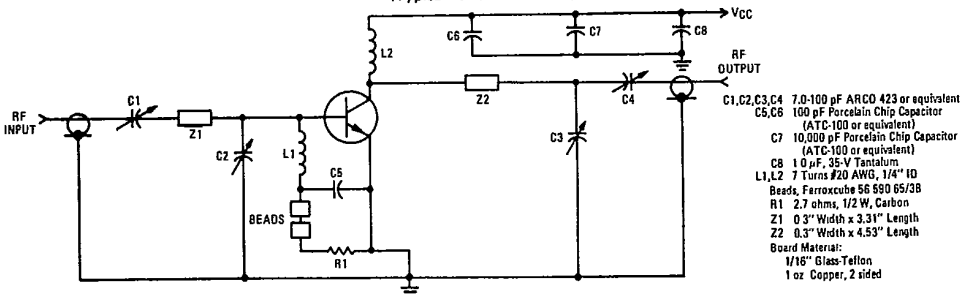 VCC
C6
C7
C8
L2
RF
OUTPUT
C1
Z2
C4
RF
INPUT
Z1
C2
L1
C5
C3
BEADS
R1
C1,C2,C3,C4 7.0-100 pF ARCO 423 or equivalent
C5,C6 100 pF Porcelain Chip Capacitor
(ATC-100 or equivalent)
C7 10,000 pF Porcelain Chip Capacitor
(ATC-100 or equivalent)
C8 1 0 µF, 35-V Tantalum
L1,L2 7 Turns #20 AWG, 1/4" ID
Beads, Ferroxcube 56 590 65/3B
R1 2.7 ohms, 1/2 W, Carbon
Z1 0 3" Width x 3.31" Length
Z2 0.3" Width x 4.53" Length
Board Material:
1/16" Glass-Teflon
1 oz Copper, 2 sided